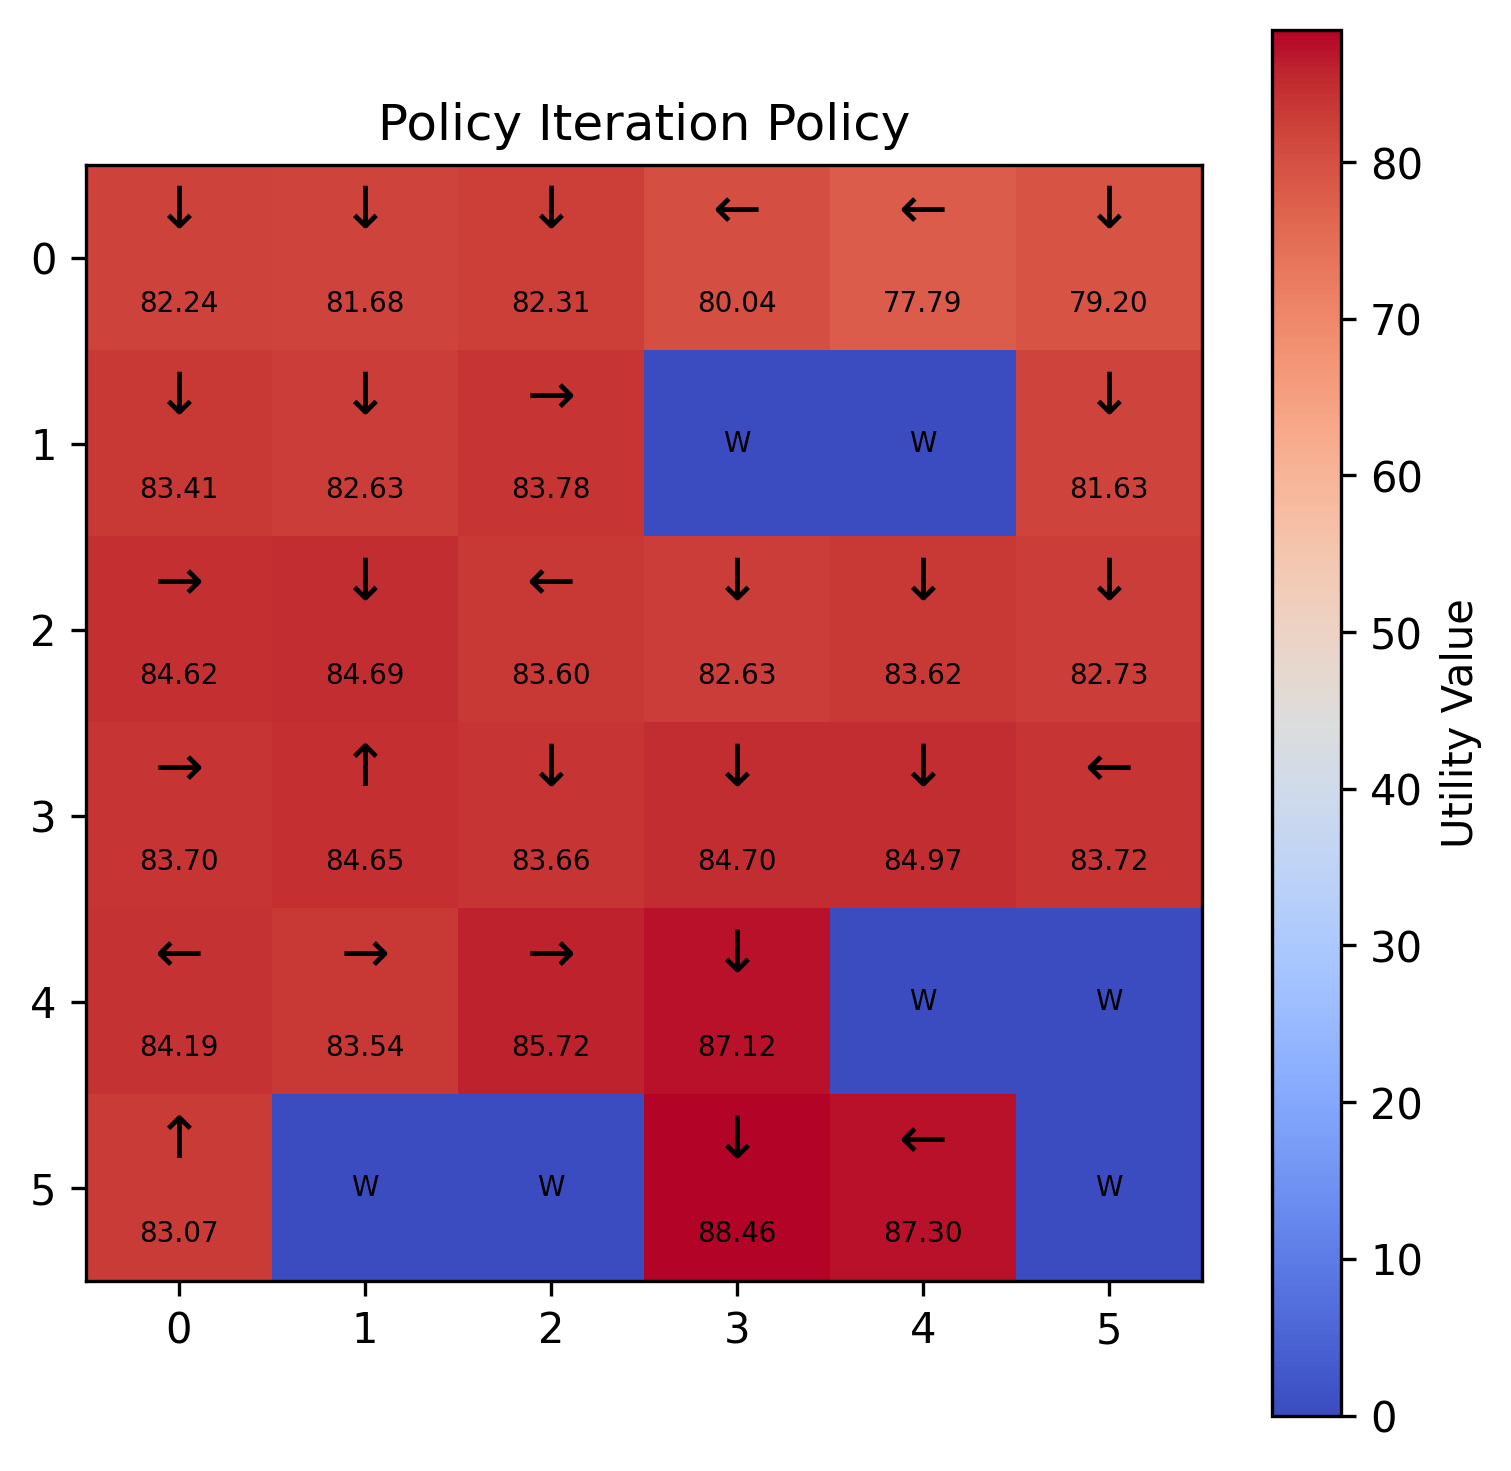 Policy Iteration Policy
↓ ↓ ↓ ← ← ↓
0
82.24 81.68 82.31 80.04 77.79 79.20
↓ ↓ → ↓
1 W W
83.41 82.63 83.78 81.63
→ ↓ ← ↓ ↓ ↓
2
84.62 84.69 83.60 82.63 83.62 82.73
→ ↑ ↓ ↓ ↓ ←
3
83.70 84.65 83.66 84.70 84.97 83.72
← → → ↓
4 W W
84.19 83.54 85.72 87.12
↑ ↓ ←
5 W W W
83.07 88.46 87.30
0 1 2 3 4 5
80
70
60
50
40
30
20
10
0
Utility Value